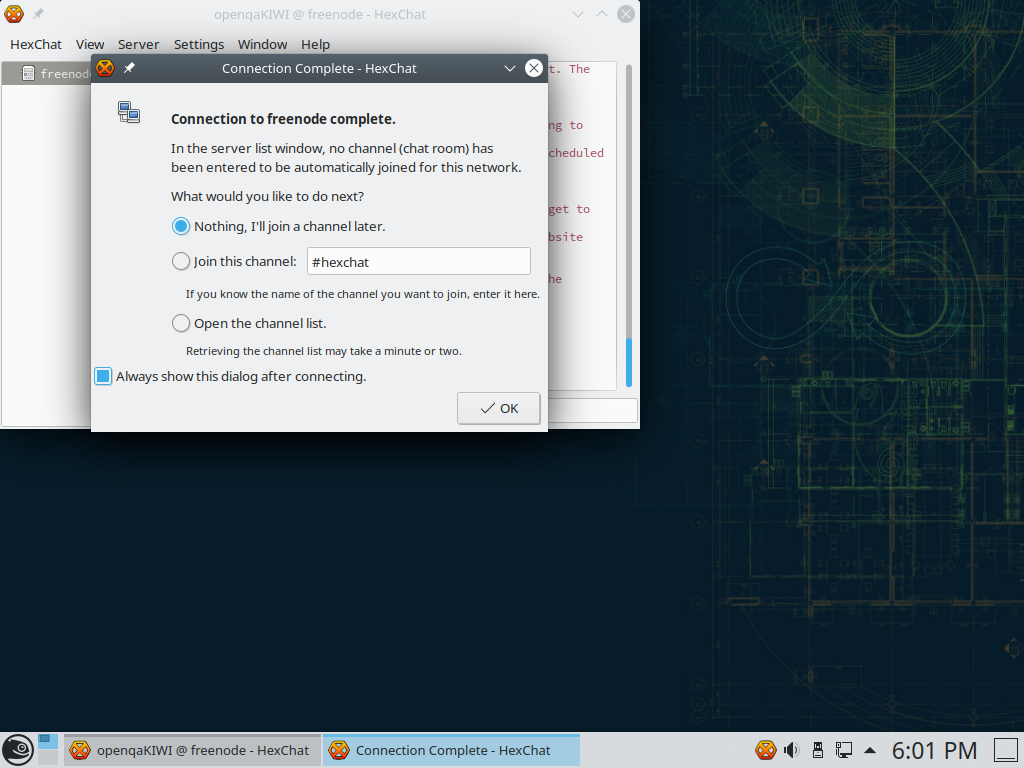 openqaKIWI @ freenode - HexChat
HexChat View Server Settings Window Help
freenod
t. The
ng to
cheduled
get to
bsite
he
Connection Complete - HexChat
Connection to freenode complete.
In the server list window, no channel (chat room) has
been entered to be automatically joined for this network.
What would you like to do next?
Nothing, I'll join a channel later.
Join this channel: #hexchat
If you know the name of the channel you want to join, enter it here.
Open the channel list.
Retrieving the channel list may take a minute or two.
Always show this dialog after connecting.
OK
openqaKIWI @ freenode - HexChat
Connection Complete - HexChat
6:01 PM